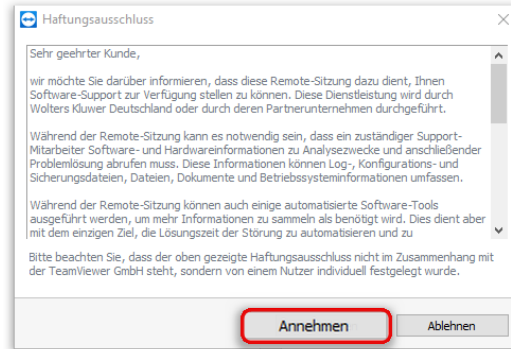 Haftungsausschluss
Sehr geehrter Kunde,
wir möchte Sie darüber informieren, dass diese Remote-Sitzung dazu dient, Ihnen
Software-Support zur Verfügung stellen zu können. Diese Dienstleistung wird durch
Wolters Kluwer Deutschland oder durch deren Partnerunternehmen durchgeführt.
Während der Remote-Sitzung kann es notwendig sein, dass ein zuständiger Support-
Mitarbeiter Software- und Hardwareinformationen zu Analysezwecke und anschließender
Problemlösung abrufen muss. Diese Informationen können Log-, Konfigurations- und
Sicherungsdateien, Dateien, Dokumente und Betriebssysteminformationen umfassen.
Während der Remote-Sitzung können auch einige automatisierte Software-Tools
ausgeführt werden, um mehr Informationen zu sammeln als benötigt wird. Dies dient aber
mit dem einzigen Ziel, die Lösungszeit der Störung zu automatisieren und zu
Bitte beachten Sie, dass der oben gezeigte Haftungsausschluss nicht im Zusammenhang mit
der TeamViewer GmbH steht, sondern von einem Nutzer individuell festgelegt wurde.
Annehmen
Ablehnen